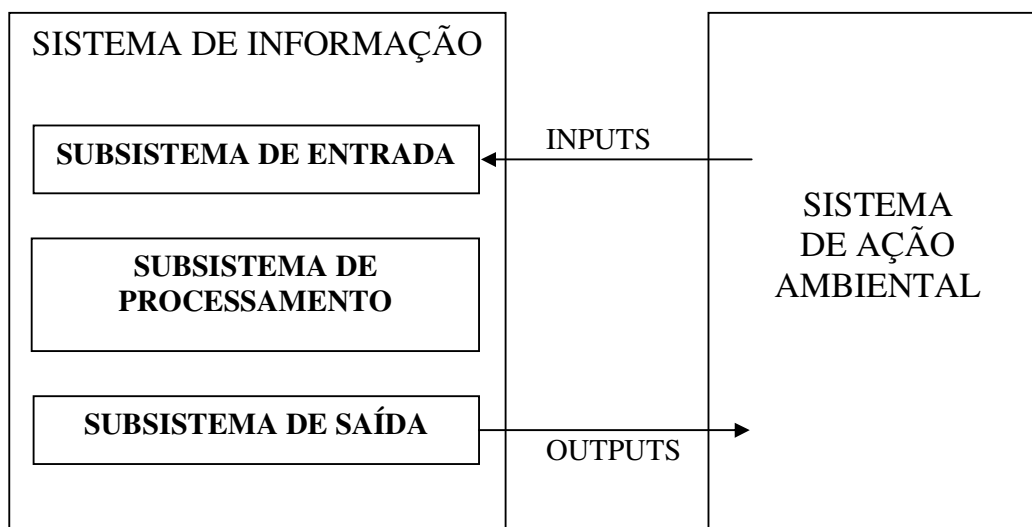 SISTEMA DE INFORMAÇÃO
SUBSISTEMA DE ENTRADA
INPUTS
SUBSISTEMA DE
PROCESSAMENTO
SUBSISTEMA DE SAÍDA
OUTPUTS
SISTEMA
DE AÇÃO
AMBIENTAL